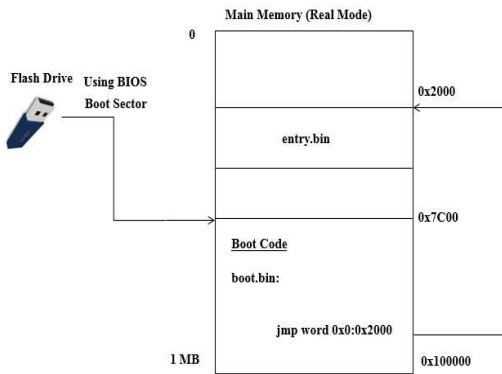 Main Memory (Real Mode)
0
Flash Drive
Using BIOS
Boot Sector
0x2000
entry.bin
0x7C00
Boot Code
boot.bin:
jmp word 0x0:0x2000
1 MB
0x100000